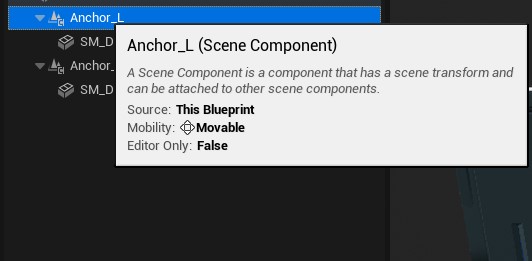 Anchor_L
SM_D
Anchor_
SM_D
Anchor_L (Scene Component)
A Scene Component is a component that has a scene transform and
can be attached to other scene components.
Source: This Blueprint
Mobility: Movable
Editor Only: False